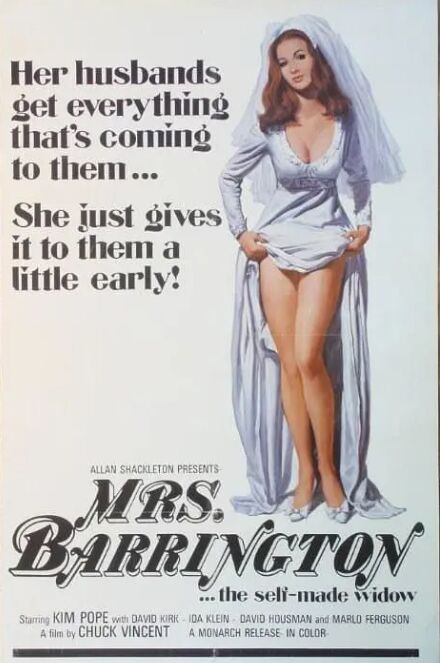 Her husbands
get everything
that's coming
to them...
She just gives
it to them a
little early!
ALLAN SHACKLETON PRESENTS
MRS.
BARRINGTON
...the self-made widow
Starring KIM POPE with DAVID KIRK - IDA KLEIN - DAVID HOUSMAN and MARLO FERGUSON
A film by CHUCK VINCENT A MONARCH RELEASE- IN COLOR-